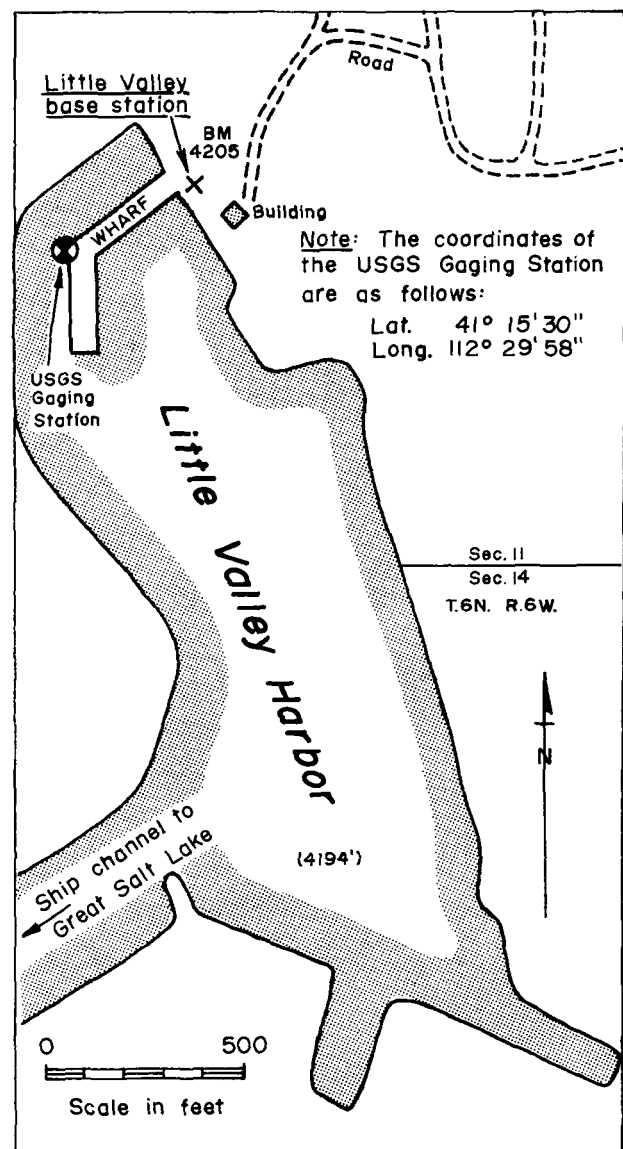 Road
Little Valley
base station
BM
4205
WHARF
Building
Note: The coordinates of
the USGS Gaging Station
are as follows:
Lat. 41° 15' 30"
Long. 112° 29' 58"
USGS
Gaging
Station
Little Valley Harbor
Sec. 11
Sec. 14
T.6N. R.6W.
N
(4194')
Ship channel to
Great Salt Lake
0 500
Scale in feet